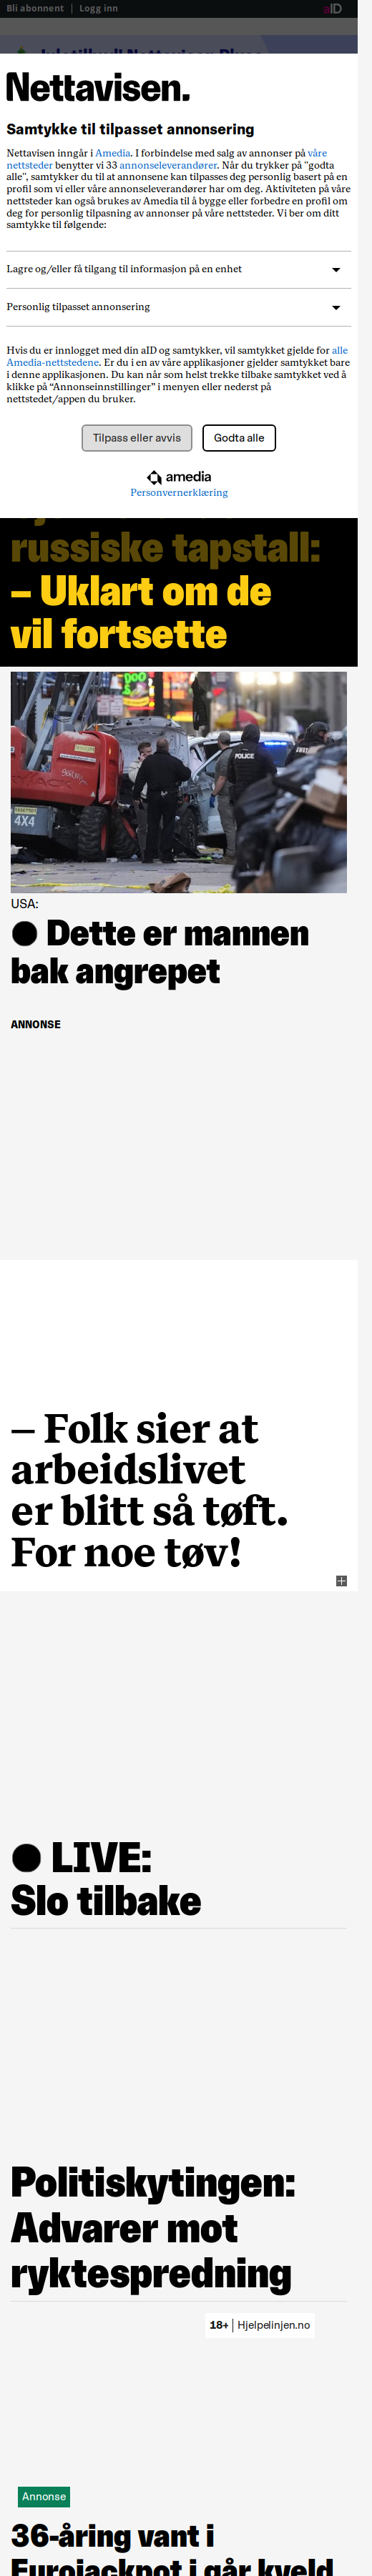 Bli abonnent | Logg inn
aID
Nettavisen.
Samtykke til tilpasset annonsering
Nettavisen inngår i Amedia. I forbindelse med salg av annonser på våre
nettsteder benytter vi 33 annonseleverandører. Når du trykker på "godta
alle", samtykker du til at annonsene kan tilpasses deg personlig basert på en
profil som vi eller våre annonseleverandører har om deg. Aktiviteten på våre
nettsteder kan også brukes av Amedia til å bygge eller forbedre en profil om
deg for personlig tilpasning av annonser på våre nettsteder. Vi ber om ditt
samtykke til følgende:
Lagre og/eller få tilgang til informasjon på en enhet
Personlig tilpasset annonsering
Hvis du er innlogget med din aID og samtykker, vil samtykket gjelde for alle
Amedia-nettstedene. Er du i en av våre applikasjoner gjelder samtykket bare
i denne applikasjonen. Du kan når som helst trekke tilbake samtykket ved å
klikke på “Annonseinnstillinger” i menyen eller nederst på
nettstedet/appen du bruker.
Tilpass eller avvis
Godta alle
amedia
Personvernerklæring
russiske tapstall:
– Uklart om de
vil fortsette
POLICE
4X4
USA:
● Dette er mannen
bak angrepet
ANNONSE
– Folk sier at
arbeidslivet
er blitt så tøft.
For noe tøv!
● LIVE:
Slo tilbake
Politiskytingen:
Advarer mot
ryktespredning
18+ | Hjelpelinjen.no
Annonse
36-åring vant i
Eurojackpot i går kveld